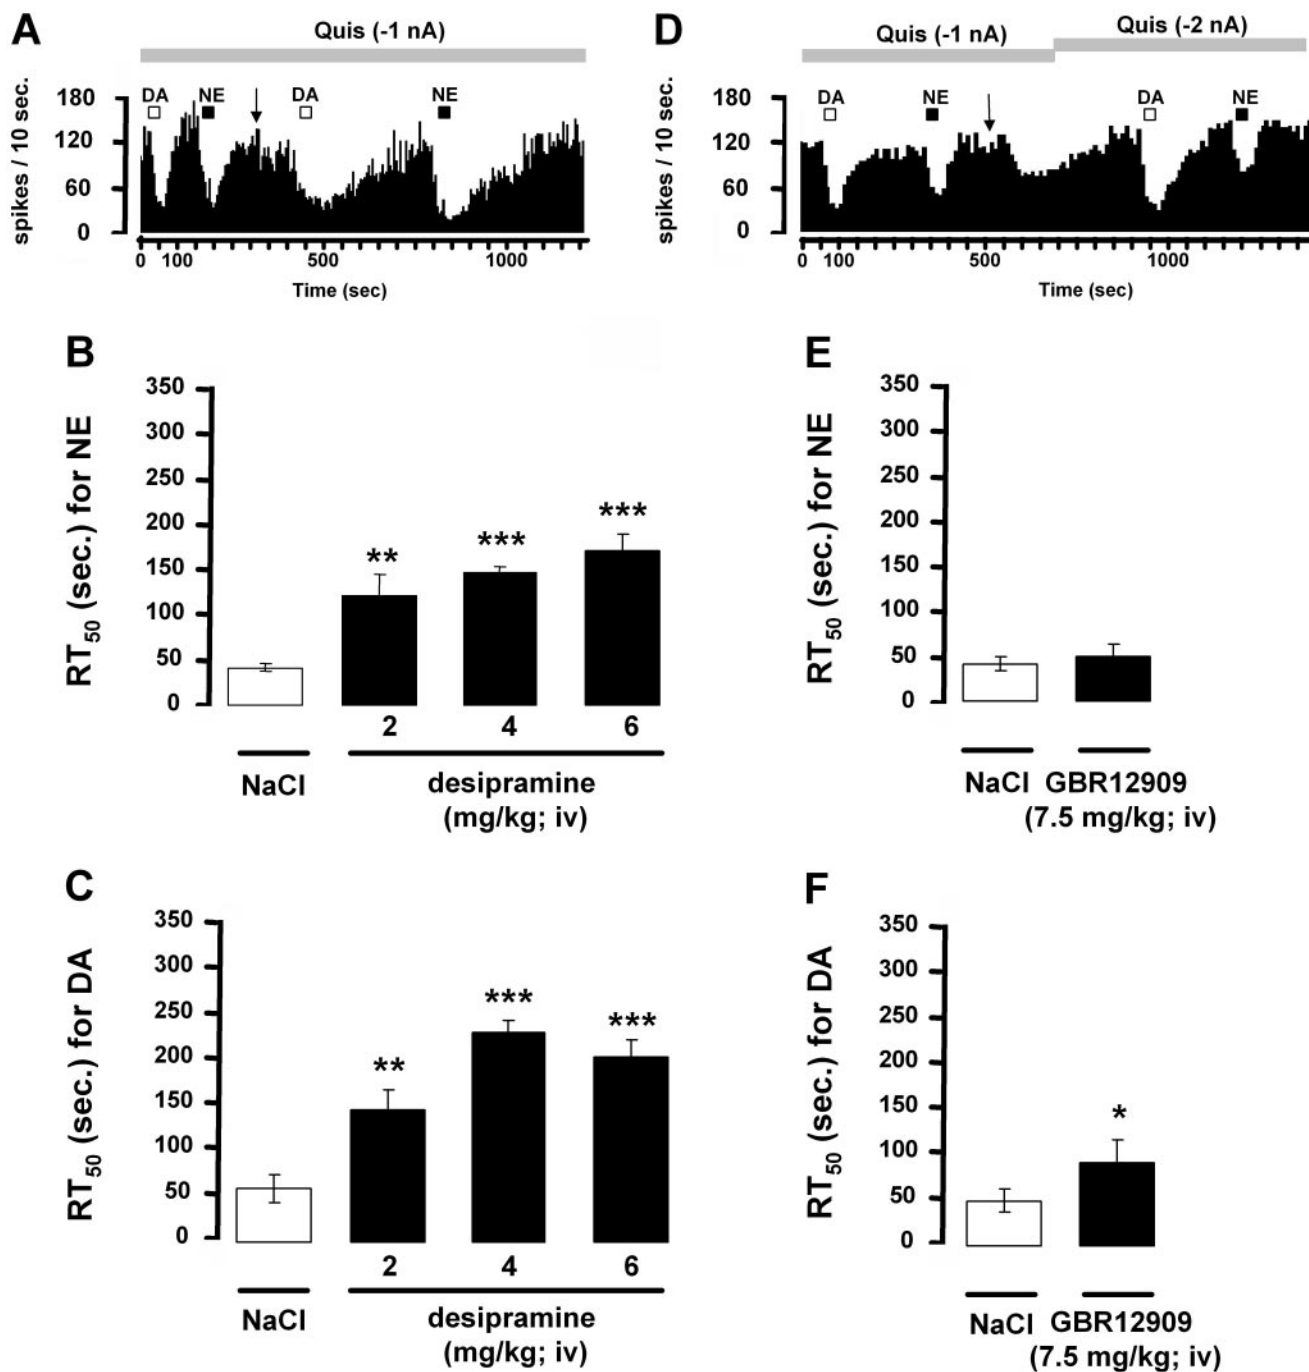 A
Quis (-1 nA)
DA NE DA NE
spikes / 10 sec.
180
120
60
0
0 100 500 1000
Time (sec)
D
Quis (-1 nA) Quis (-2 nA)
DA NE DA NE
spikes / 10 sec.
180
120
60
0
0 100 500 1000
Time (sec)
B
RT50 (sec.) for NE
350
300
250
200
150
100
50
0
** *** ***
2 4 6
NaCl desipramine
(mg/kg; iv)
E
RT50 (sec.) for NE
350
300
250
200
150
100
50
0
NaCl GBR12909
(7.5 mg/kg; iv)
C
RT50 (sec.) for DA
350
300
250
200
150
100
50
0
** *** ***
2 4 6
NaCl desipramine
(mg/kg; iv)
F
RT50 (sec.) for DA
350
300
250
200
150
100
50
0
*
NaCl GBR12909
(7.5 mg/kg; iv)